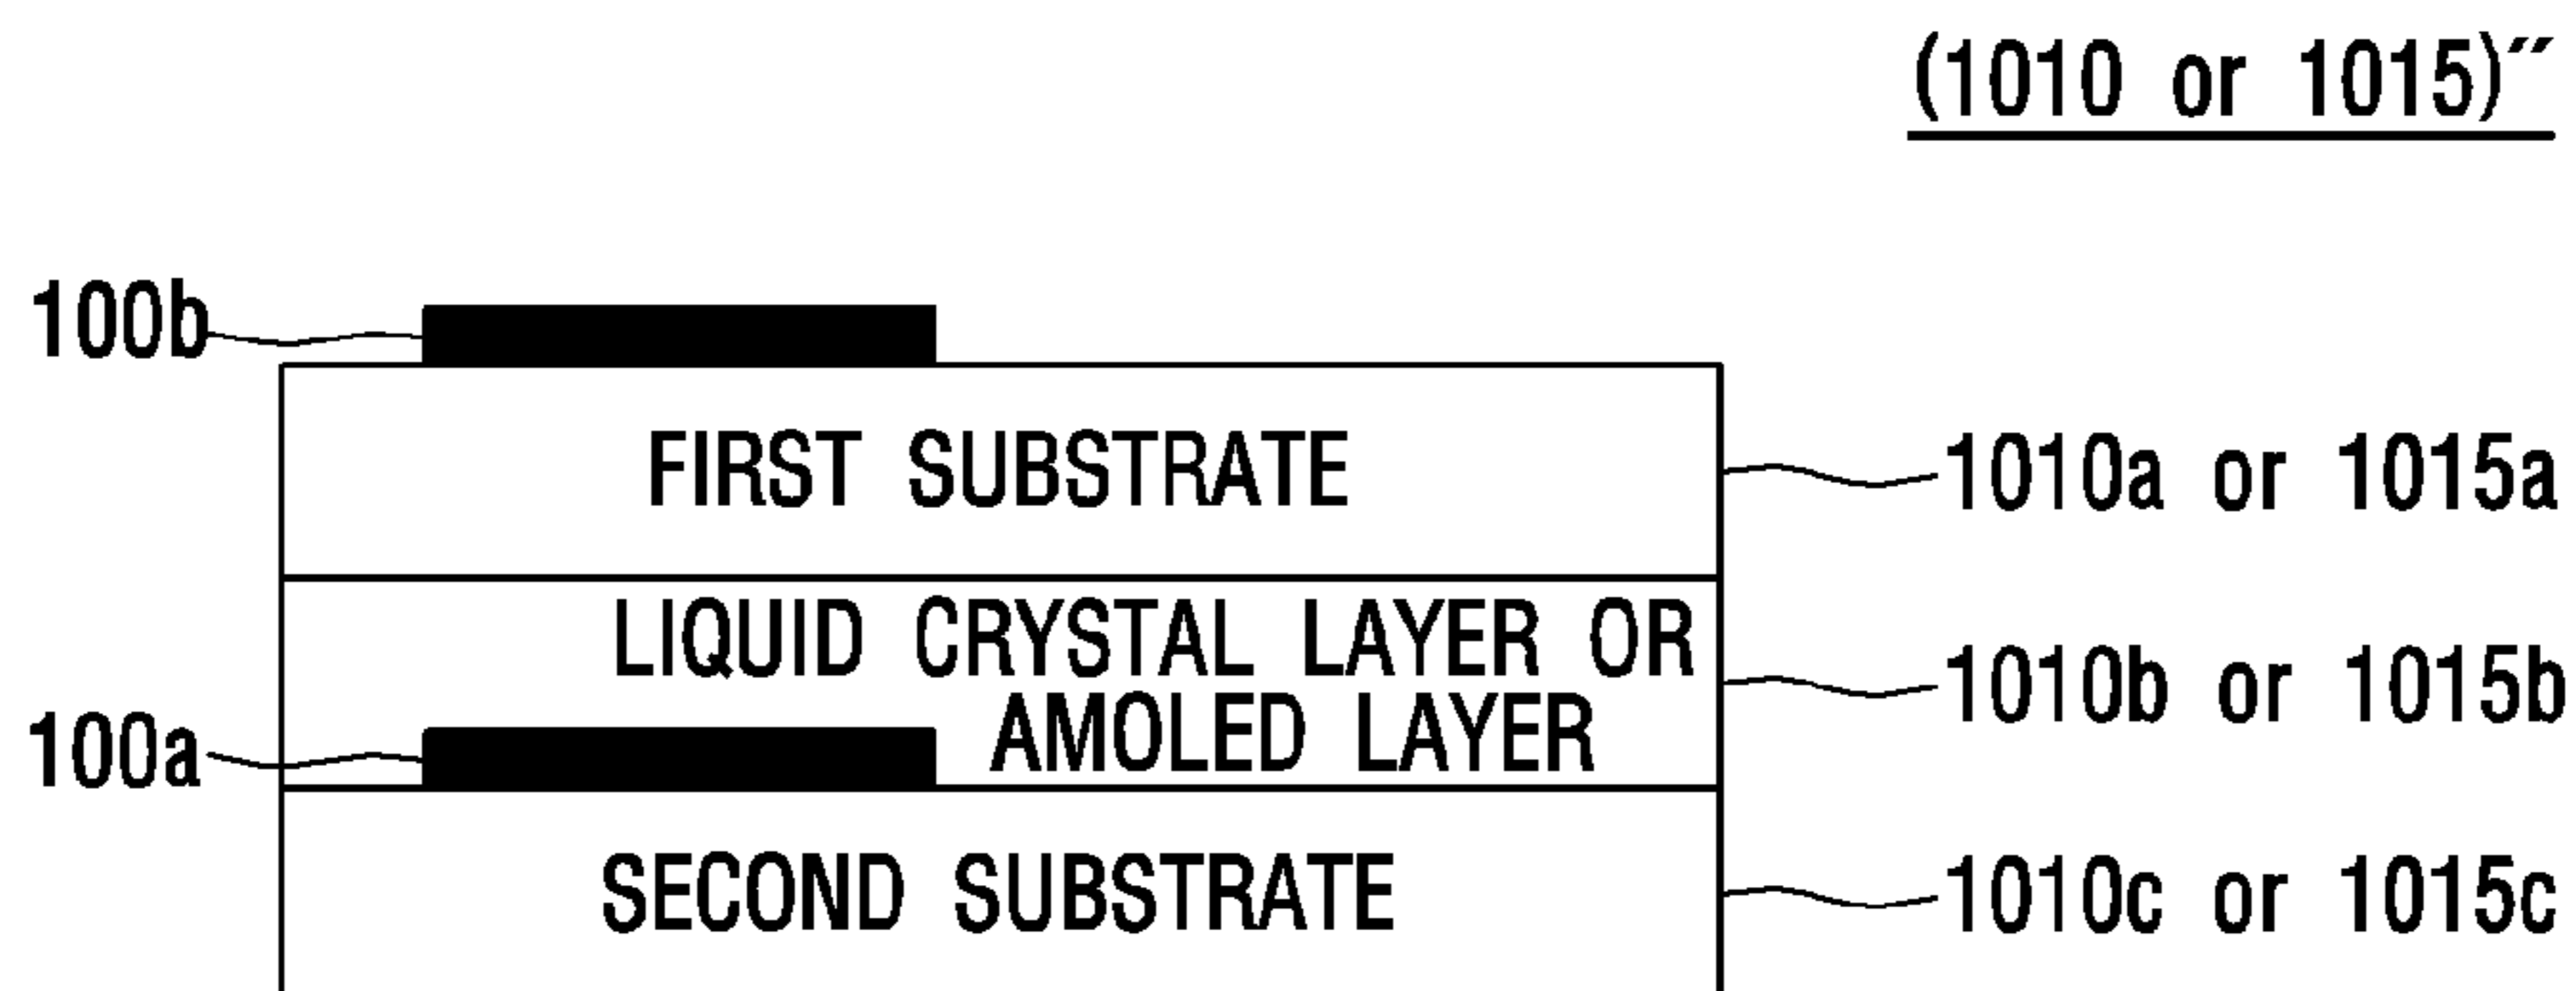 (1010 or 1015)″
100b
FIRST SUBSTRATE
1010a or 1015a
LIQUID CRYSTAL LAYER OR
AMOLED LAYER
1010b or 1015b
100a
SECOND SUBSTRATE
1010c or 1015c